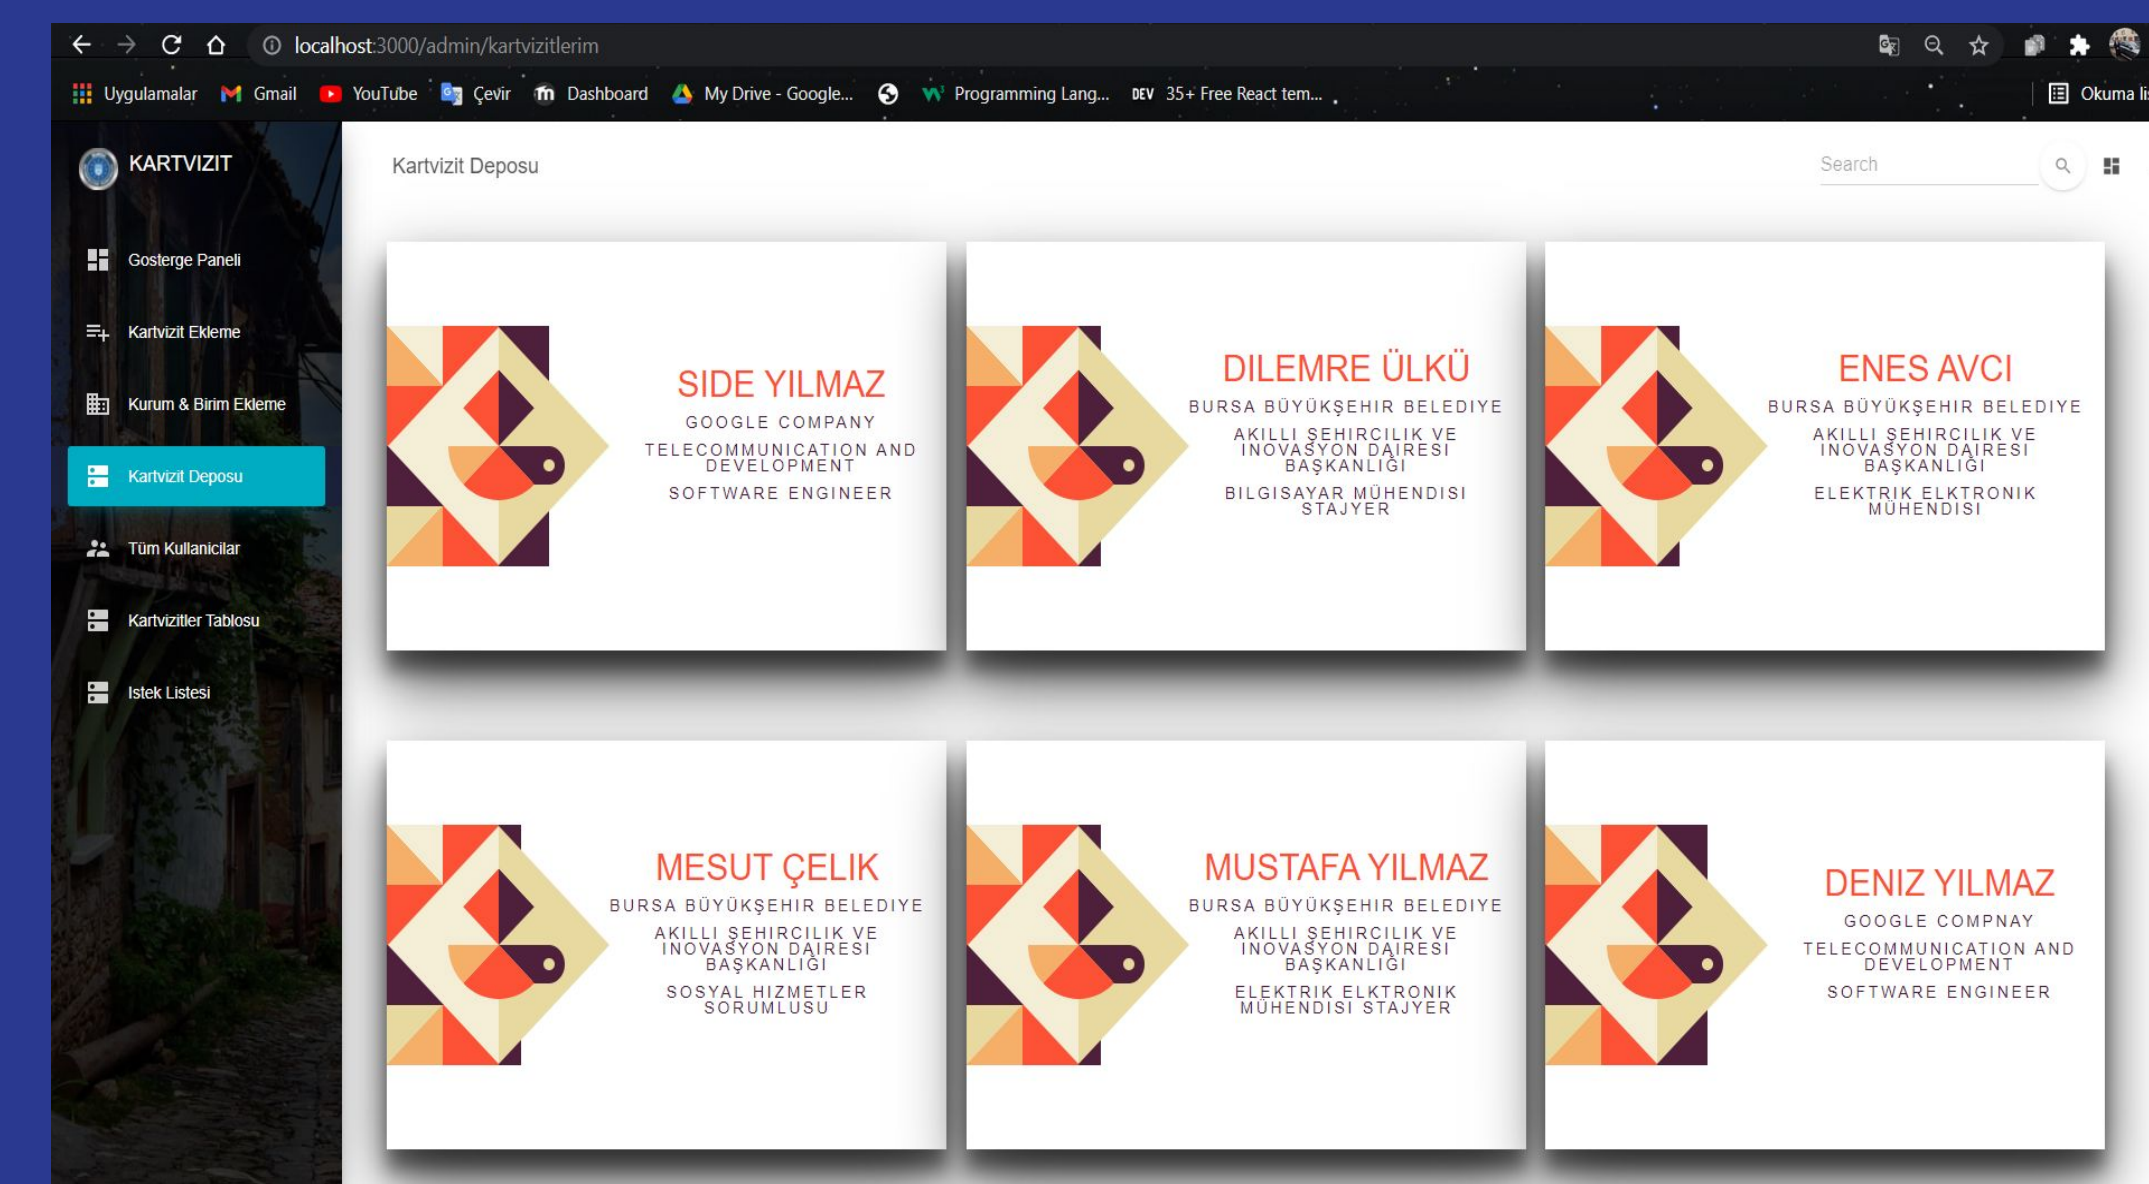 localhost:3000/admin/kartvizitlerim
Uygulamalar Gmail YouTube Çevir Dashboard My Drive - Google... Programming Lang... DEV 35+ Free React tem... Okuma lis
KARTVIZIT
Gosterge Paneli
Kartvizit Ekleme
Kurum & Birim Ekleme
Kartvizit Deposu
Tüm Kullanicilar
Kartvizitler Tablosu
Istek Listesi
Kartvizit Deposu
Search
SIDE YILMAZ
GOOGLE COMPANY
TELECOMMUNICATION AND
DEVELOPMENT
SOFTWARE ENGINEER
DILEMRE ÜLKÜ
BURSA BÜYÜKŞEHIR BELEDIYE
AKILLI ŞEHIRCILIK VE
INOVASYON DAIRESI
BAŞKANLIĞI
BILGISAYAR MÜHENDISI
STAJYER
ENES AVCI
BURSA BÜYÜKŞEHIR BELEDIYE
AKILLI ŞEHIRCILIK VE
INOVASYON DAIRESI
BAŞKANLIĞI
ELEKTRIK ELKTRONIK
MÜHENDISI
MESUT ÇELIK
BURSA BÜYÜKŞEHIR BELEDIYE
AKILLI ŞEHIRCILIK VE
INOVASYON DAIRESI
BAŞKANLIĞI
SOSYAL HIZMETLER
SORUMLUSU
MUSTAFA YILMAZ
BURSA BÜYÜKŞEHIR BELEDIYE
AKILLI ŞEHIRCILIK VE
INOVASYON DAIRESI
BAŞKANLIĞI
ELEKTRIK ELKTRONIK
MÜHENDISI STAJYER
DENIZ YILMAZ
GOOGLE COMPNAY
TELECOMMUNICATION AND
DEVELOPMENT
SOFTWARE ENGINEER